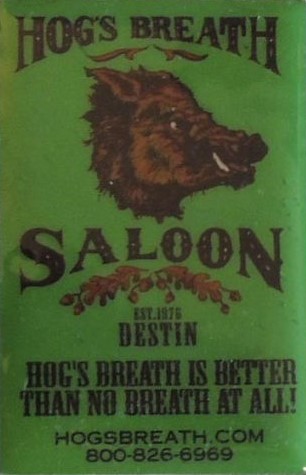 HOG'S BREATH
SALOON
EST. 1976
DESTIN
HOG'S BREATH IS BETTER
THAN NO BREATH AT ALL!
HOGSBREATH.COM
800-826-6969